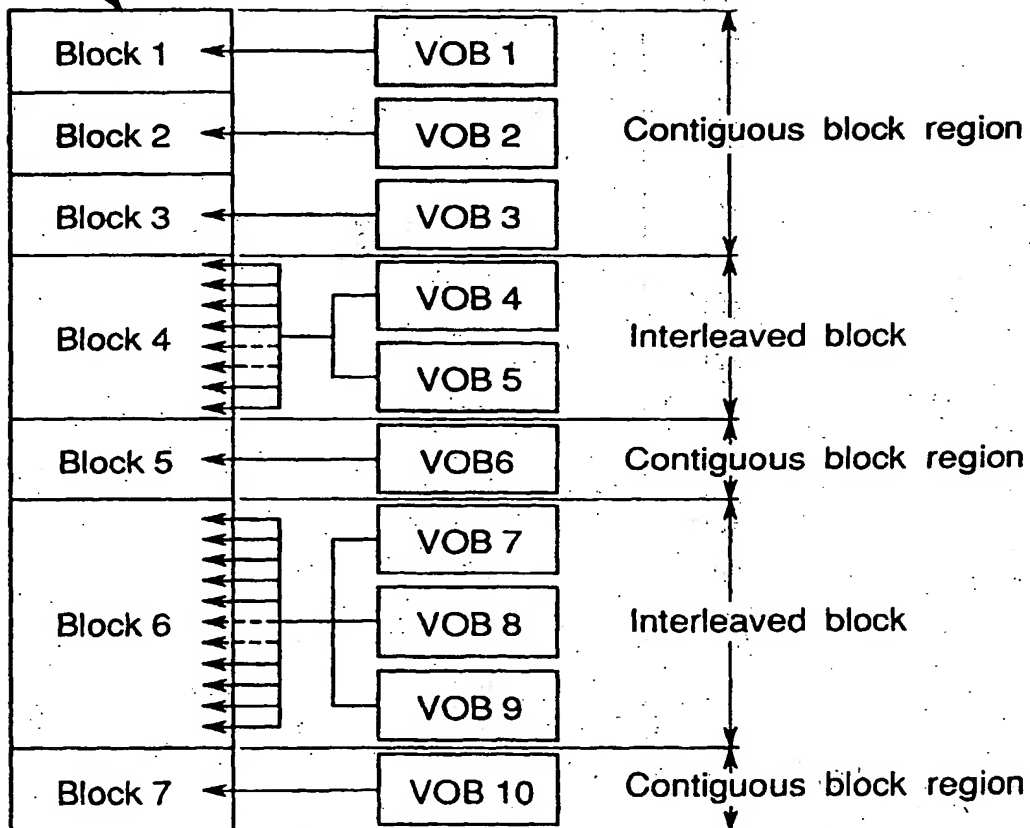 Block 1
VOB 1
Block 2
VOB 2
Contiguous block region
Block 3
VOB 3
VOB 4
Block 4
Interleaved block
VOB 5
Block 5
VOB6
Contiguous block region
VOB 7
Block 6
VOB 8
Interleaved block
VOB 9
Block 7
VOB 10
Contiguous block region